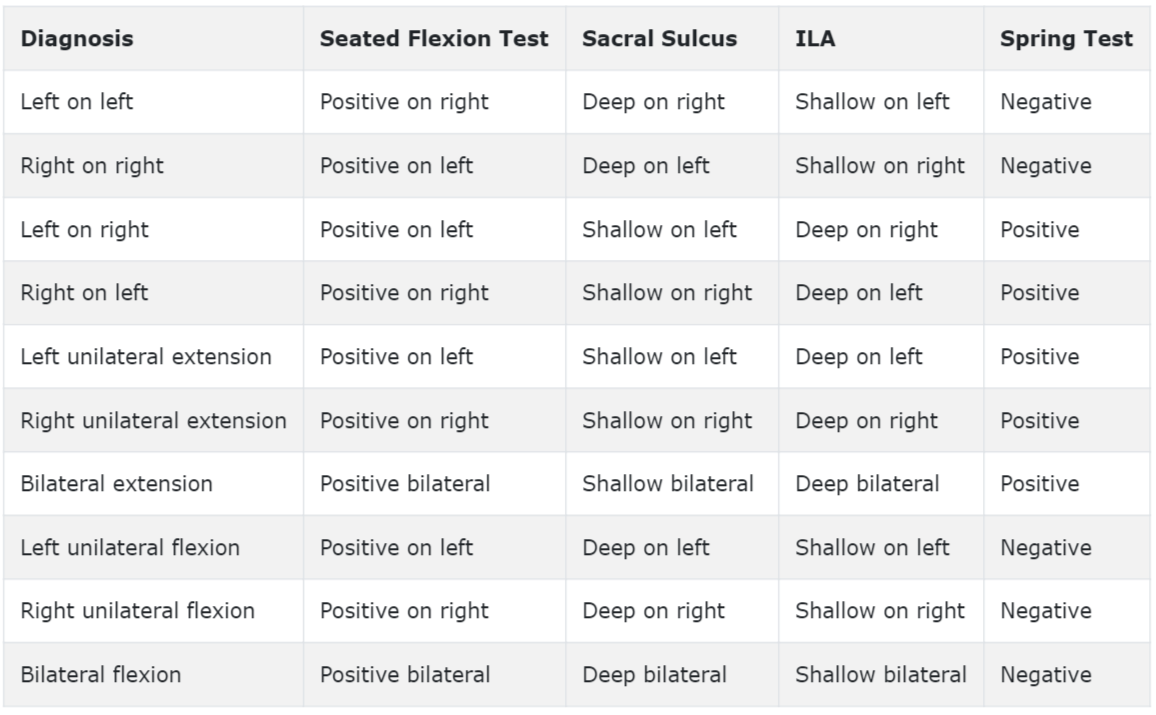 Diagnosis Seated Flexion Test Sacral Sulcus ILA Spring Test
Left on left Positive on right Deep on right Shallow on left Negative
Right on right Positive on left Deep on left Shallow on right Negative
Left on right Positive on left Shallow on left Deep on right Positive
Right on left Positive on right Shallow on right Deep on left Positive
Left unilateral extension Positive on left Shallow on left Deep on left Positive
Right unilateral extension Positive on right Shallow on right Deep on right Positive
Bilateral extension Positive bilateral Shallow bilateral Deep bilateral Positive
Left unilateral flexion Positive on left Deep on left Shallow on left Negative
Right unilateral flexion Positive on right Deep on right Shallow on right Negative
Bilateral flexion Positive bilateral Deep bilateral Shallow bilateral Negative